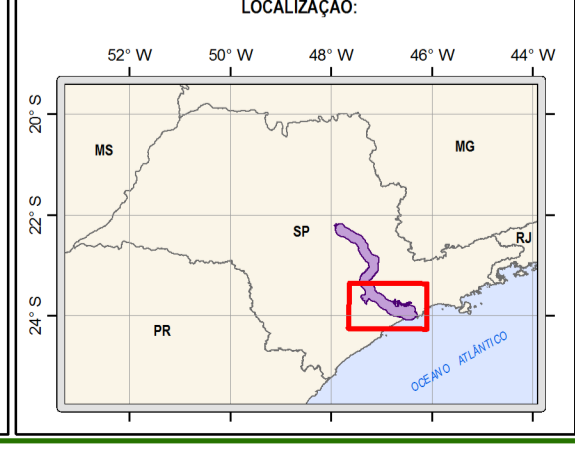 LOCALIZAÇÃO:
52° W 50° W 48° W 46° W 44° W
20° S
MS
MG
22° S
SP
RJ
24° S
PR
OCEANO ATLÂNTICO